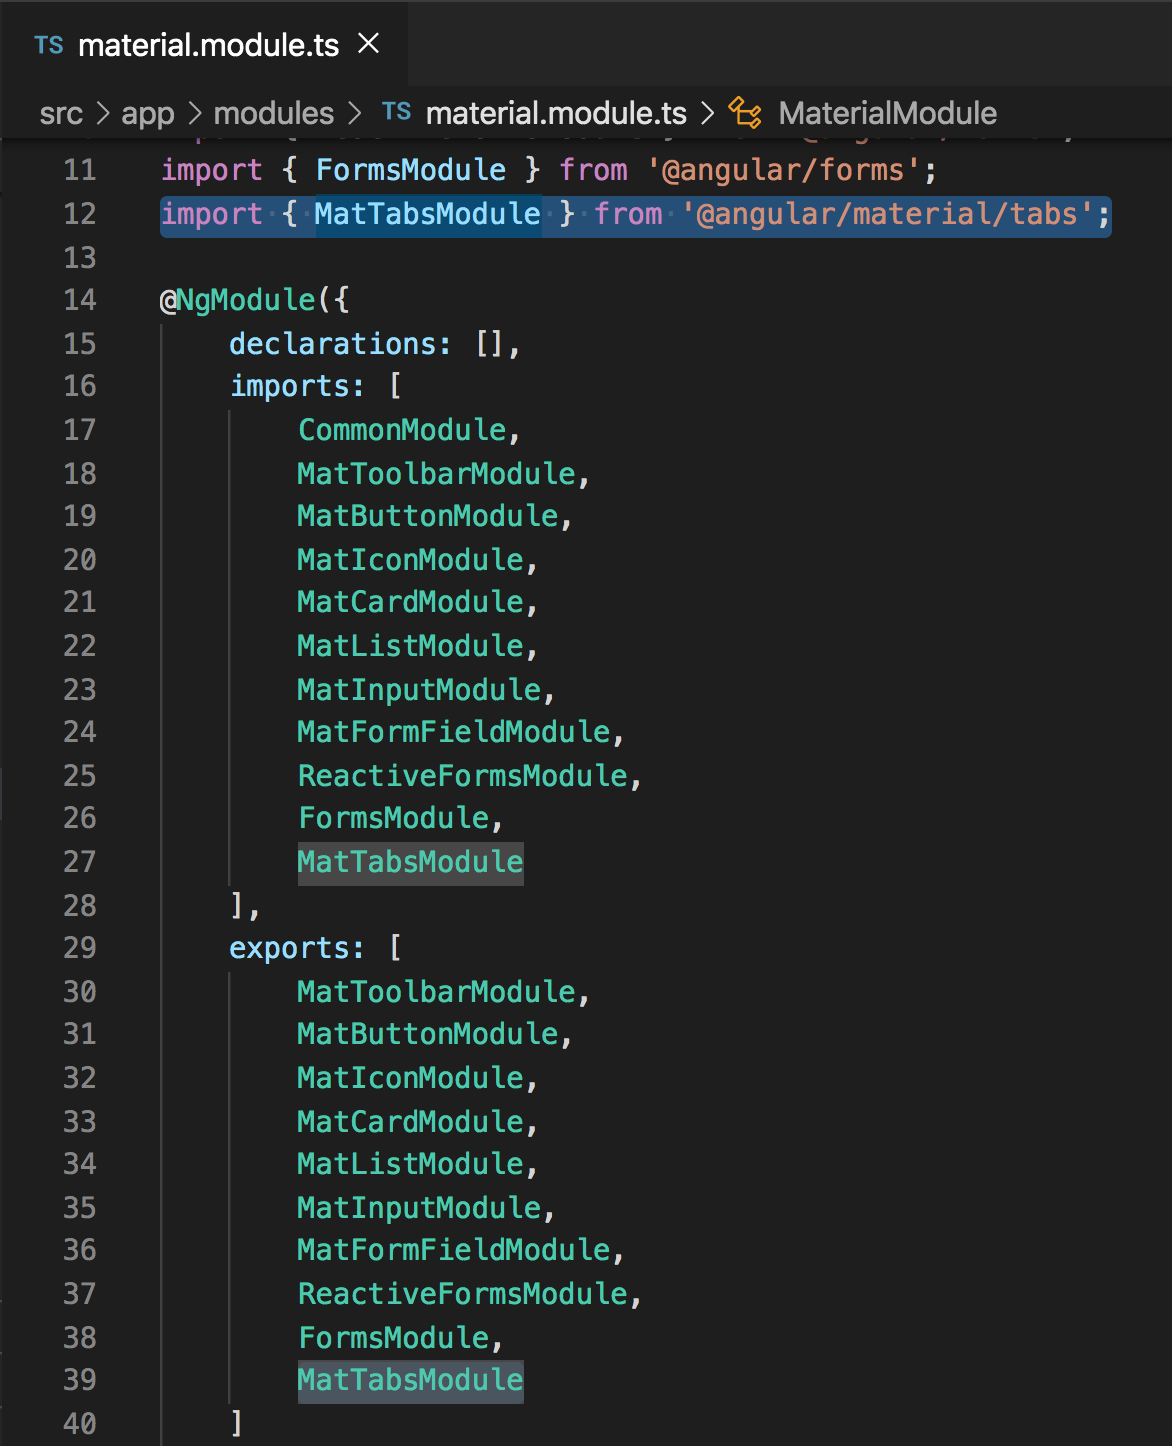 TS material.module.ts
src > app > modules > TS material.module.ts > MaterialModule
11 import { FormsModule } from '@angular/forms';
12 import { MatTabsModule } from '@angular/material/tabs';
13
14 @NgModule({
15 declarations: [],
16 imports: [
17 CommonModule,
18 MatToolbarModule,
19 MatButtonModule,
20 MatIconModule,
21 MatCardModule,
22 MatListModule,
23 MatInputModule,
24 MatFormFieldModule,
25 ReactiveFormsModule,
26 FormsModule,
27 MatTabsModule
28 ],
29 exports: [
30 MatToolbarModule,
31 MatButtonModule,
32 MatIconModule,
33 MatCardModule,
34 MatListModule,
35 MatInputModule,
36 MatFormFieldModule,
37 ReactiveFormsModule,
38 FormsModule,
39 MatTabsModule
40 ]